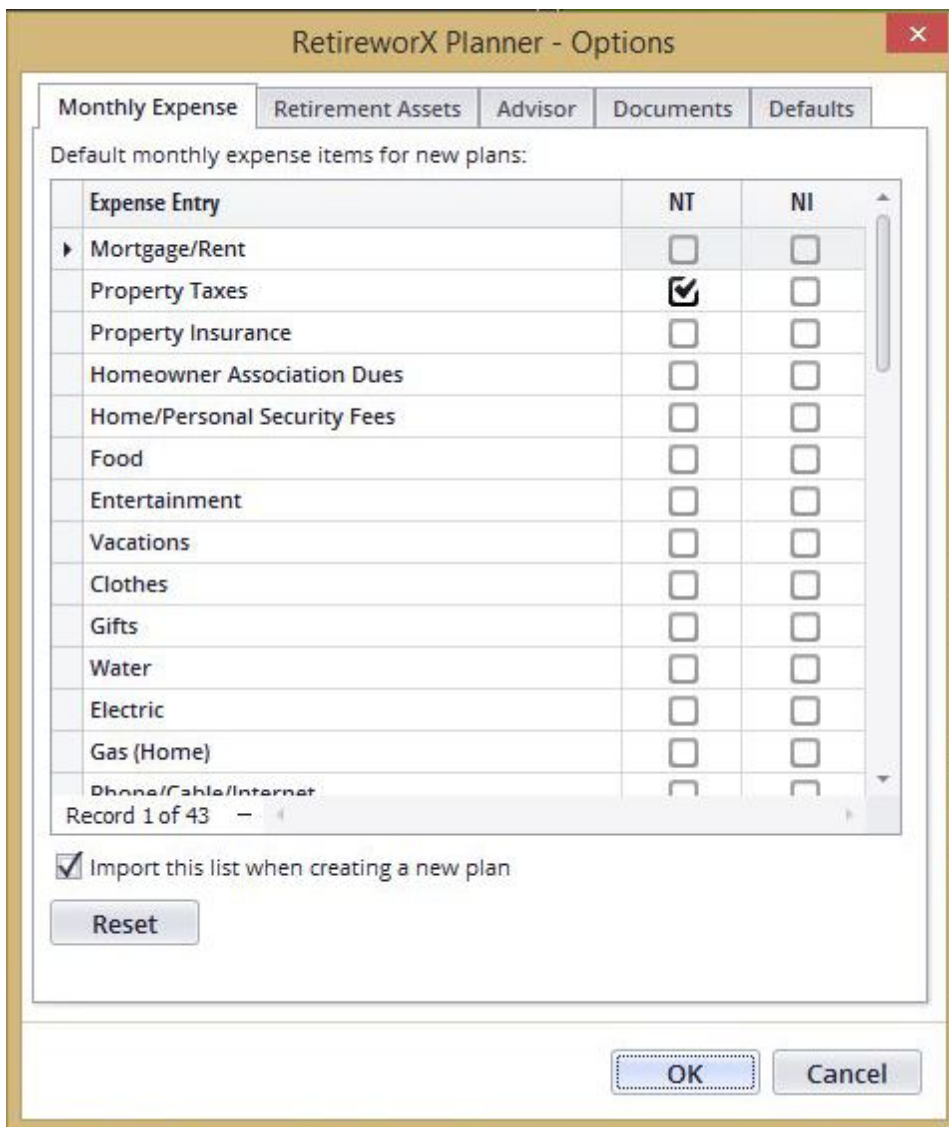 RetireworX Planner - Options
Monthly Expense Retirement Assets Advisor Documents Defaults
Default monthly expense items for new plans:
Expense Entry NT NI
Mortgage/Rent
Property Taxes
Property Insurance
Homeowner Association Dues
Home/Personal Security Fees
Food
Entertainment
Vacations
Clothes
Gifts
Water
Electric
Gas (Home)
Phone/Cable/Internet
Record 1 of 43
Import this list when creating a new plan
Reset
OK Cancel